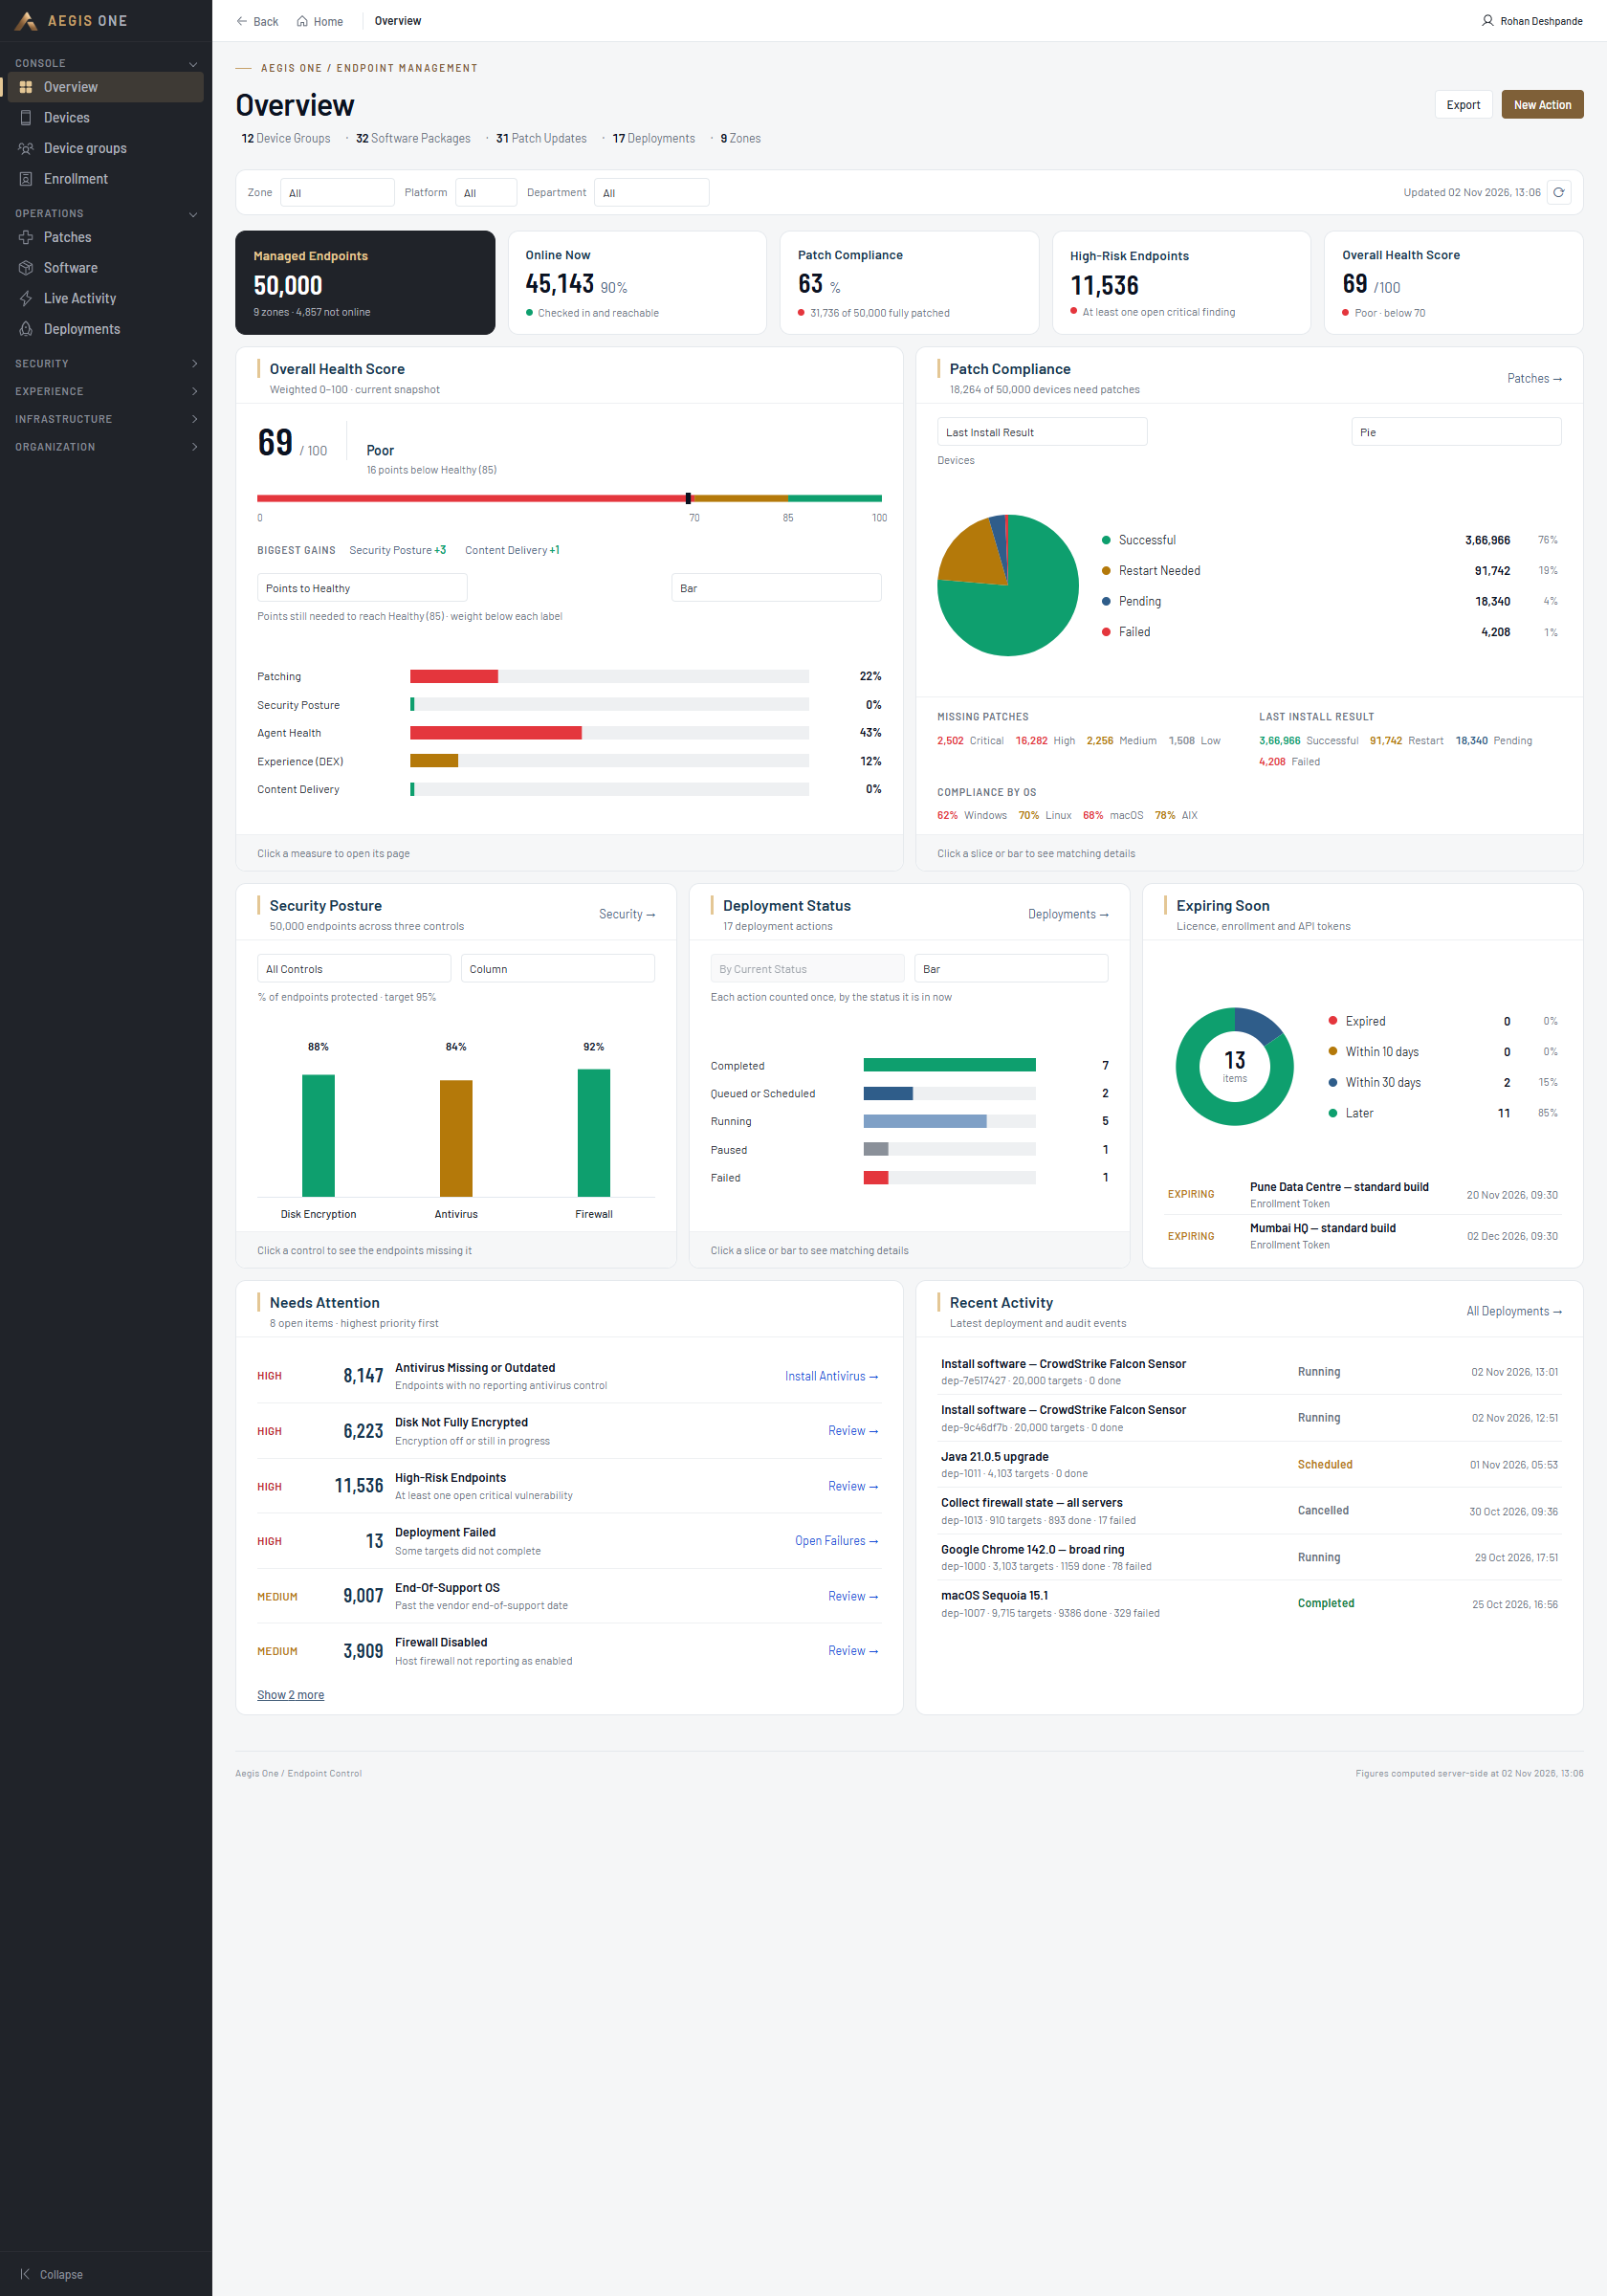 AEGIS ONE
CONSOLE
Overview
Devices
Device groups
Enrollment
OPERATIONS
Patches
Software
Live Activity
Deployments
SECURITY
EXPERIENCE
INFRASTRUCTURE
ORGANIZATION
Collapse
Back Home Overview
Rohan Deshpande
AEGIS ONE / ENDPOINT MANAGEMENT
Overview
Export New Action
12 Device Groups · 32 Software Packages · 31 Patch Updates · 17 Deployments · 9 Zones
Zone All Platform All Department All
Updated 02 Nov 2026, 13:06
Managed Endpoints
50,000
9 zones · 4,857 not online
Online Now
45,143 90%
Checked in and reachable
Patch Compliance
63 %
31,736 of 50,000 fully patched
High-Risk Endpoints
11,536
At least one open critical finding
Overall Health Score
69 /100
Poor · below 70
Overall Health Score
Weighted 0–100 · current snapshot
69 / 100
Poor
16 points below Healthy (85)
0 70 85 100
BIGGEST GAINS Security Posture +3 Content Delivery +1
Points to Healthy Bar
Points still needed to reach Healthy (85) · weight below each label
Patching 22%
Security Posture 0%
Agent Health 43%
Experience (DEX) 12%
Content Delivery 0%
Click a measure to open its page
Patch Compliance
18,264 of 50,000 devices need patches
Patches →
Last Install Result Pie
Devices
Successful 3,66,966 76%
Restart Needed 91,742 19%
Pending 18,340 4%
Failed 4,208 1%
MISSING PATCHES
2,502 Critical 16,282 High 2,256 Medium 1,508 Low
LAST INSTALL RESULT
3,66,966 Successful 91,742 Restart 18,340 Pending
4,208 Failed
COMPLIANCE BY OS
62% Windows 70% Linux 68% macOS 78% AIX
Click a slice or bar to see matching details
Security Posture
50,000 endpoints across three controls
Security →
All Controls Column
% of endpoints protected · target 95%
88% 84% 92%
Disk Encryption Antivirus Firewall
Click a control to see the endpoints missing it
Deployment Status
17 deployment actions
Deployments →
By Current Status Bar
Each action counted once, by the status it is in now
Completed 7
Queued or Scheduled 2
Running 5
Paused 1
Failed 1
Click a slice or bar to see matching details
Expiring Soon
Licence, enrollment and API tokens
13
items
Expired 0 0%
Within 10 days 0 0%
Within 30 days 2 15%
Later 11 85%
EXPIRING Pune Data Centre — standard build 20 Nov 2026, 09:30
Enrollment Token
EXPIRING Mumbai HQ — standard build 02 Dec 2026, 09:30
Enrollment Token
Needs Attention
8 open items · highest priority first
HIGH 8,147 Antivirus Missing or Outdated Install Antivirus →
Endpoints with no reporting antivirus control
HIGH 6,223 Disk Not Fully Encrypted Review →
Encryption off or still in progress
HIGH 11,536 High-Risk Endpoints Review →
At least one open critical vulnerability
HIGH 13 Deployment Failed Open Failures →
Some targets did not complete
MEDIUM 9,007 End-Of-Support OS Review →
Past the vendor end-of-support date
MEDIUM 3,909 Firewall Disabled Review →
Host firewall not reporting as enabled
Show 2 more
Recent Activity
Latest deployment and audit events
All Deployments →
Install software — CrowdStrike Falcon Sensor Running 02 Nov 2026, 13:01
dep-7e517427 · 20,000 targets · 0 done
Install software — CrowdStrike Falcon Sensor Running 02 Nov 2026, 12:51
dep-9c46df7b · 20,000 targets · 0 done
Java 21.0.5 upgrade Scheduled 01 Nov 2026, 05:53
dep-1011 · 4,103 targets · 0 done
Collect firewall state — all servers Cancelled 30 Oct 2026, 09:36
dep-1013 · 910 targets · 893 done · 17 failed
Google Chrome 142.0 — broad ring Running 29 Oct 2026, 17:51
dep-1000 · 3,103 targets · 1159 done · 78 failed
macOS Sequoia 15.1 Completed 25 Oct 2026, 16:56
dep-1007 · 9,715 targets · 9386 done · 329 failed
Aegis One / Endpoint Control
Figures computed server-side at 02 Nov 2026, 13:06